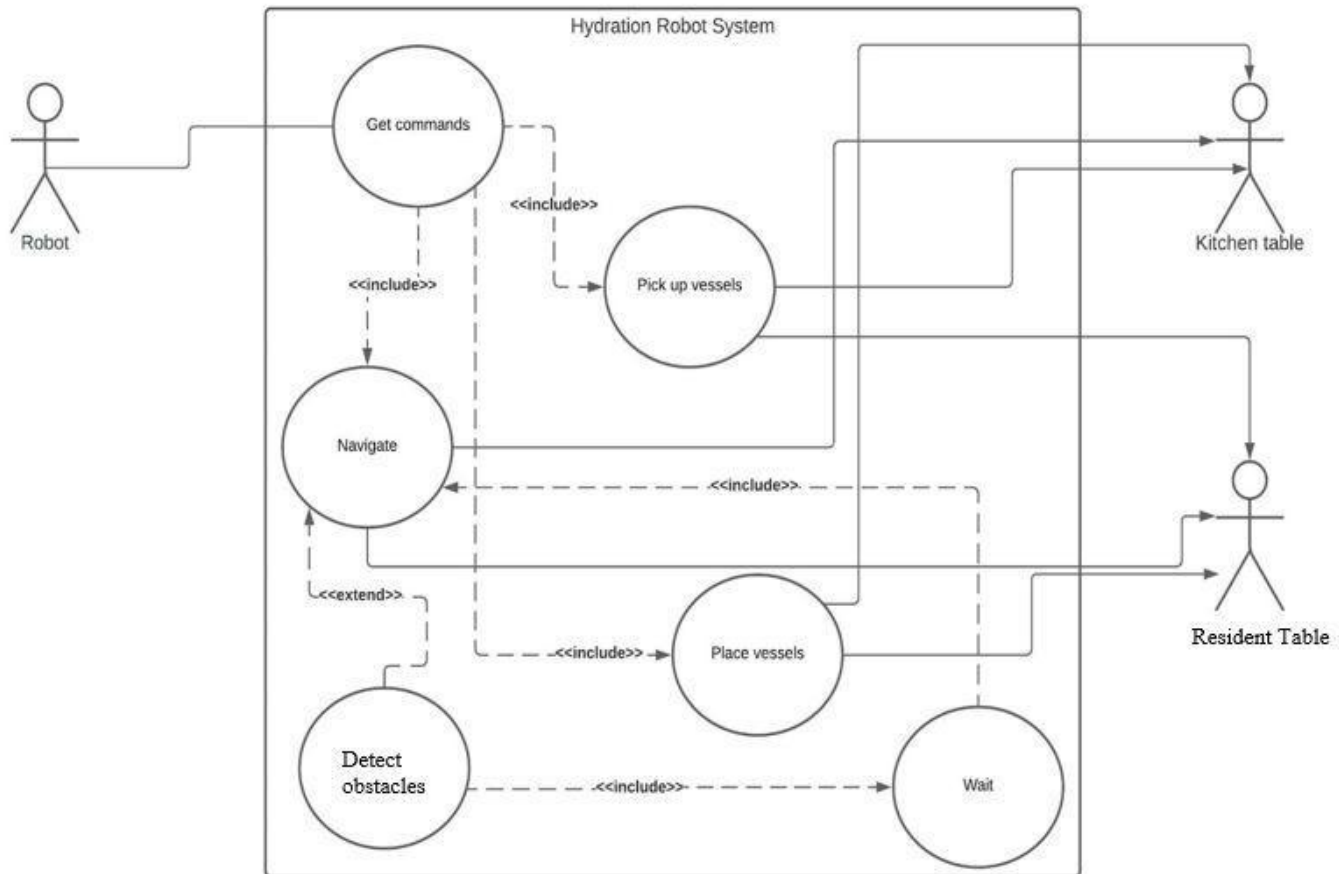 Hydration Robot System
Get commands
Robot
Kitchen table
<<include>>
<<include>>
Pick up vessels
Navigate
<<include>>
Resident Table
<<extend>>
<<include>>
Place vessels
Detect
obstacles
<<include>>
Wait